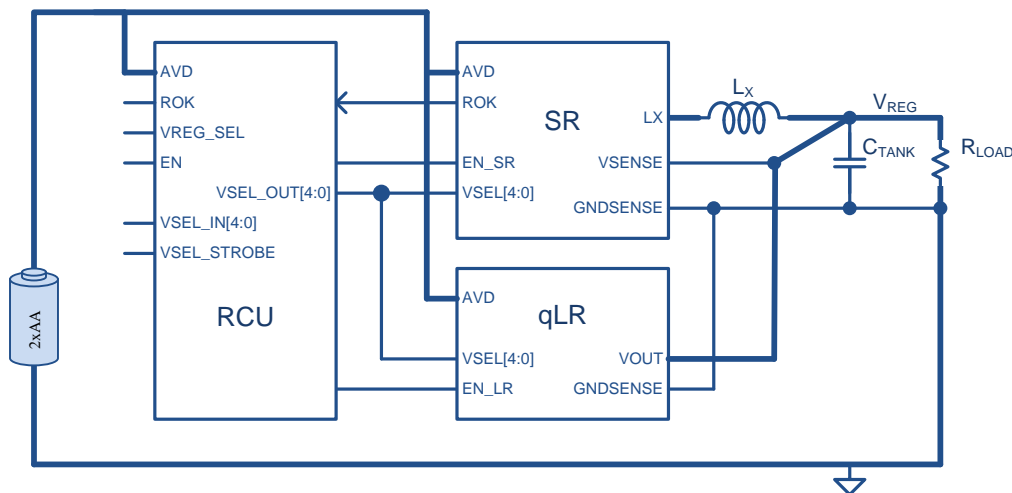 AVD
ROK
VREG_SEL
EN
VSEL_OUT[4:0]
VSEL_IN[4:0]
VSEL_STROBE
RCU
2xAA
AVD
ROK
SR
LX
EN_SR
VSENSE
VSEL[4:0]
GNDSENSE
AVD
qLR
VSEL[4:0]
VOUT
EN_LR
GNDSENSE
LX
VREG
CTANK
RLOAD